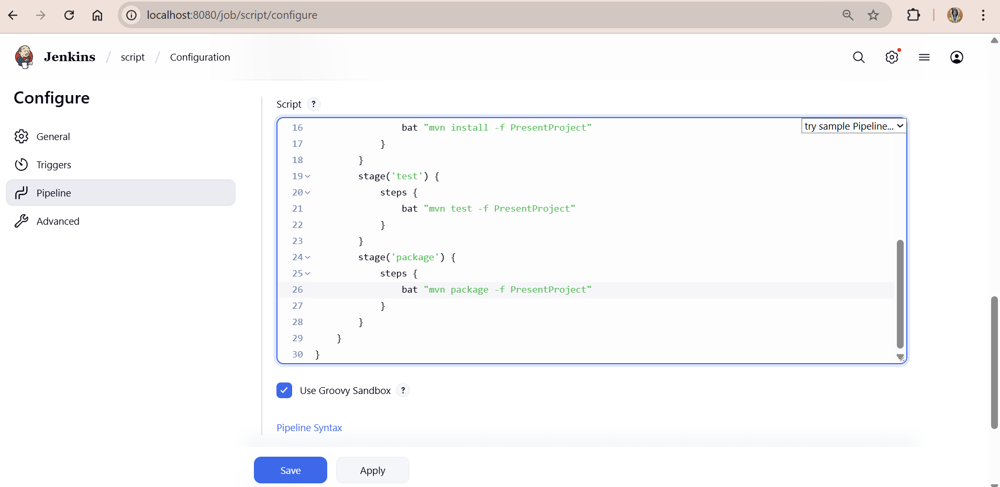 localhost:8080/job/script/configure
Jenkins / script / Configuration
Configure
General
Triggers
Pipeline
Advanced
Script ?
try sample Pipeline...
16 bat "mvn install -f PresentProject"
17 }
18 }
19 stage('test') {
20 steps {
21 bat "mvn test -f PresentProject"
22 }
23 }
24 stage('package') {
25 steps {
26 bat "mvn package -f PresentProject"
27 }
28 }
29 }
30 }
Use Groovy Sandbox ?
Pipeline Syntax
Save Apply